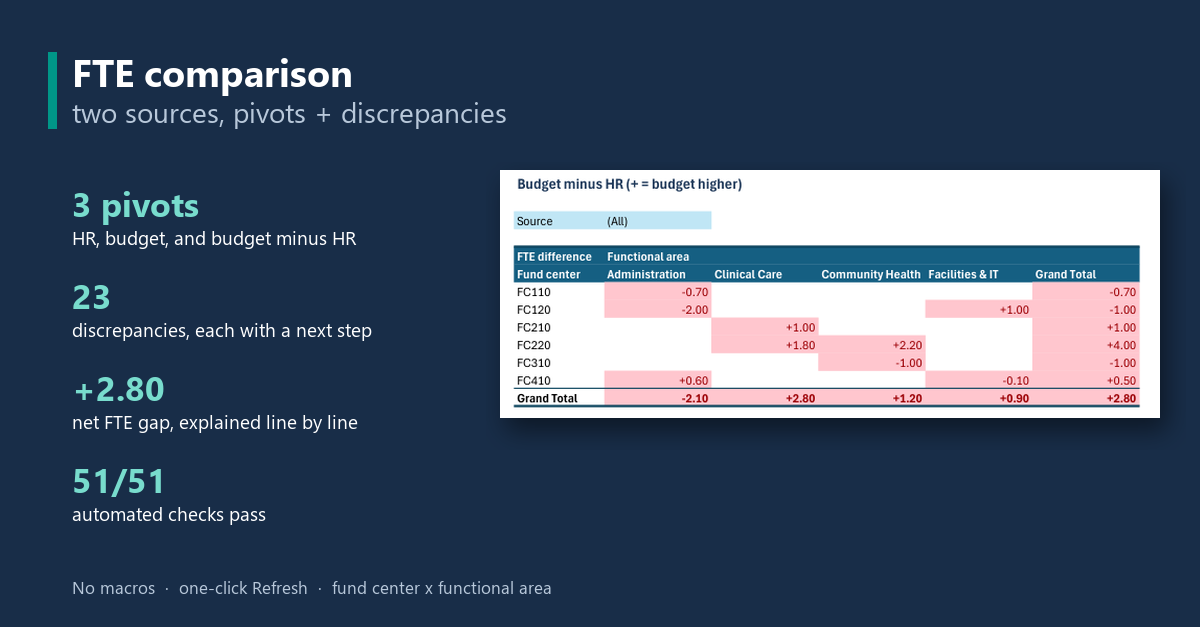 FTE comparison
two sources, pivots + discrepancies
3 pivots
HR, budget, and budget minus HR
23
discrepancies, each with a next step
+2.80
net FTE gap, explained line by line
51/51
automated checks pass
No macros · one-click Refresh · fund center x functional area
Budget minus HR (+ = budget higher)
Source (All)
FTE difference Functional area
Fund center Administration Clinical Care Community Health Facilities & IT Grand Total
FC110 -0.70 -0.70
FC120 -2.00 +1.00 -1.00
FC210 +1.00 +1.00
FC220 +1.80 +2.20 +4.00
FC310 -1.00 -1.00
FC410 +0.60 -0.10 +0.50
Grand Total -2.10 +2.80 +1.20 +0.90 +2.80